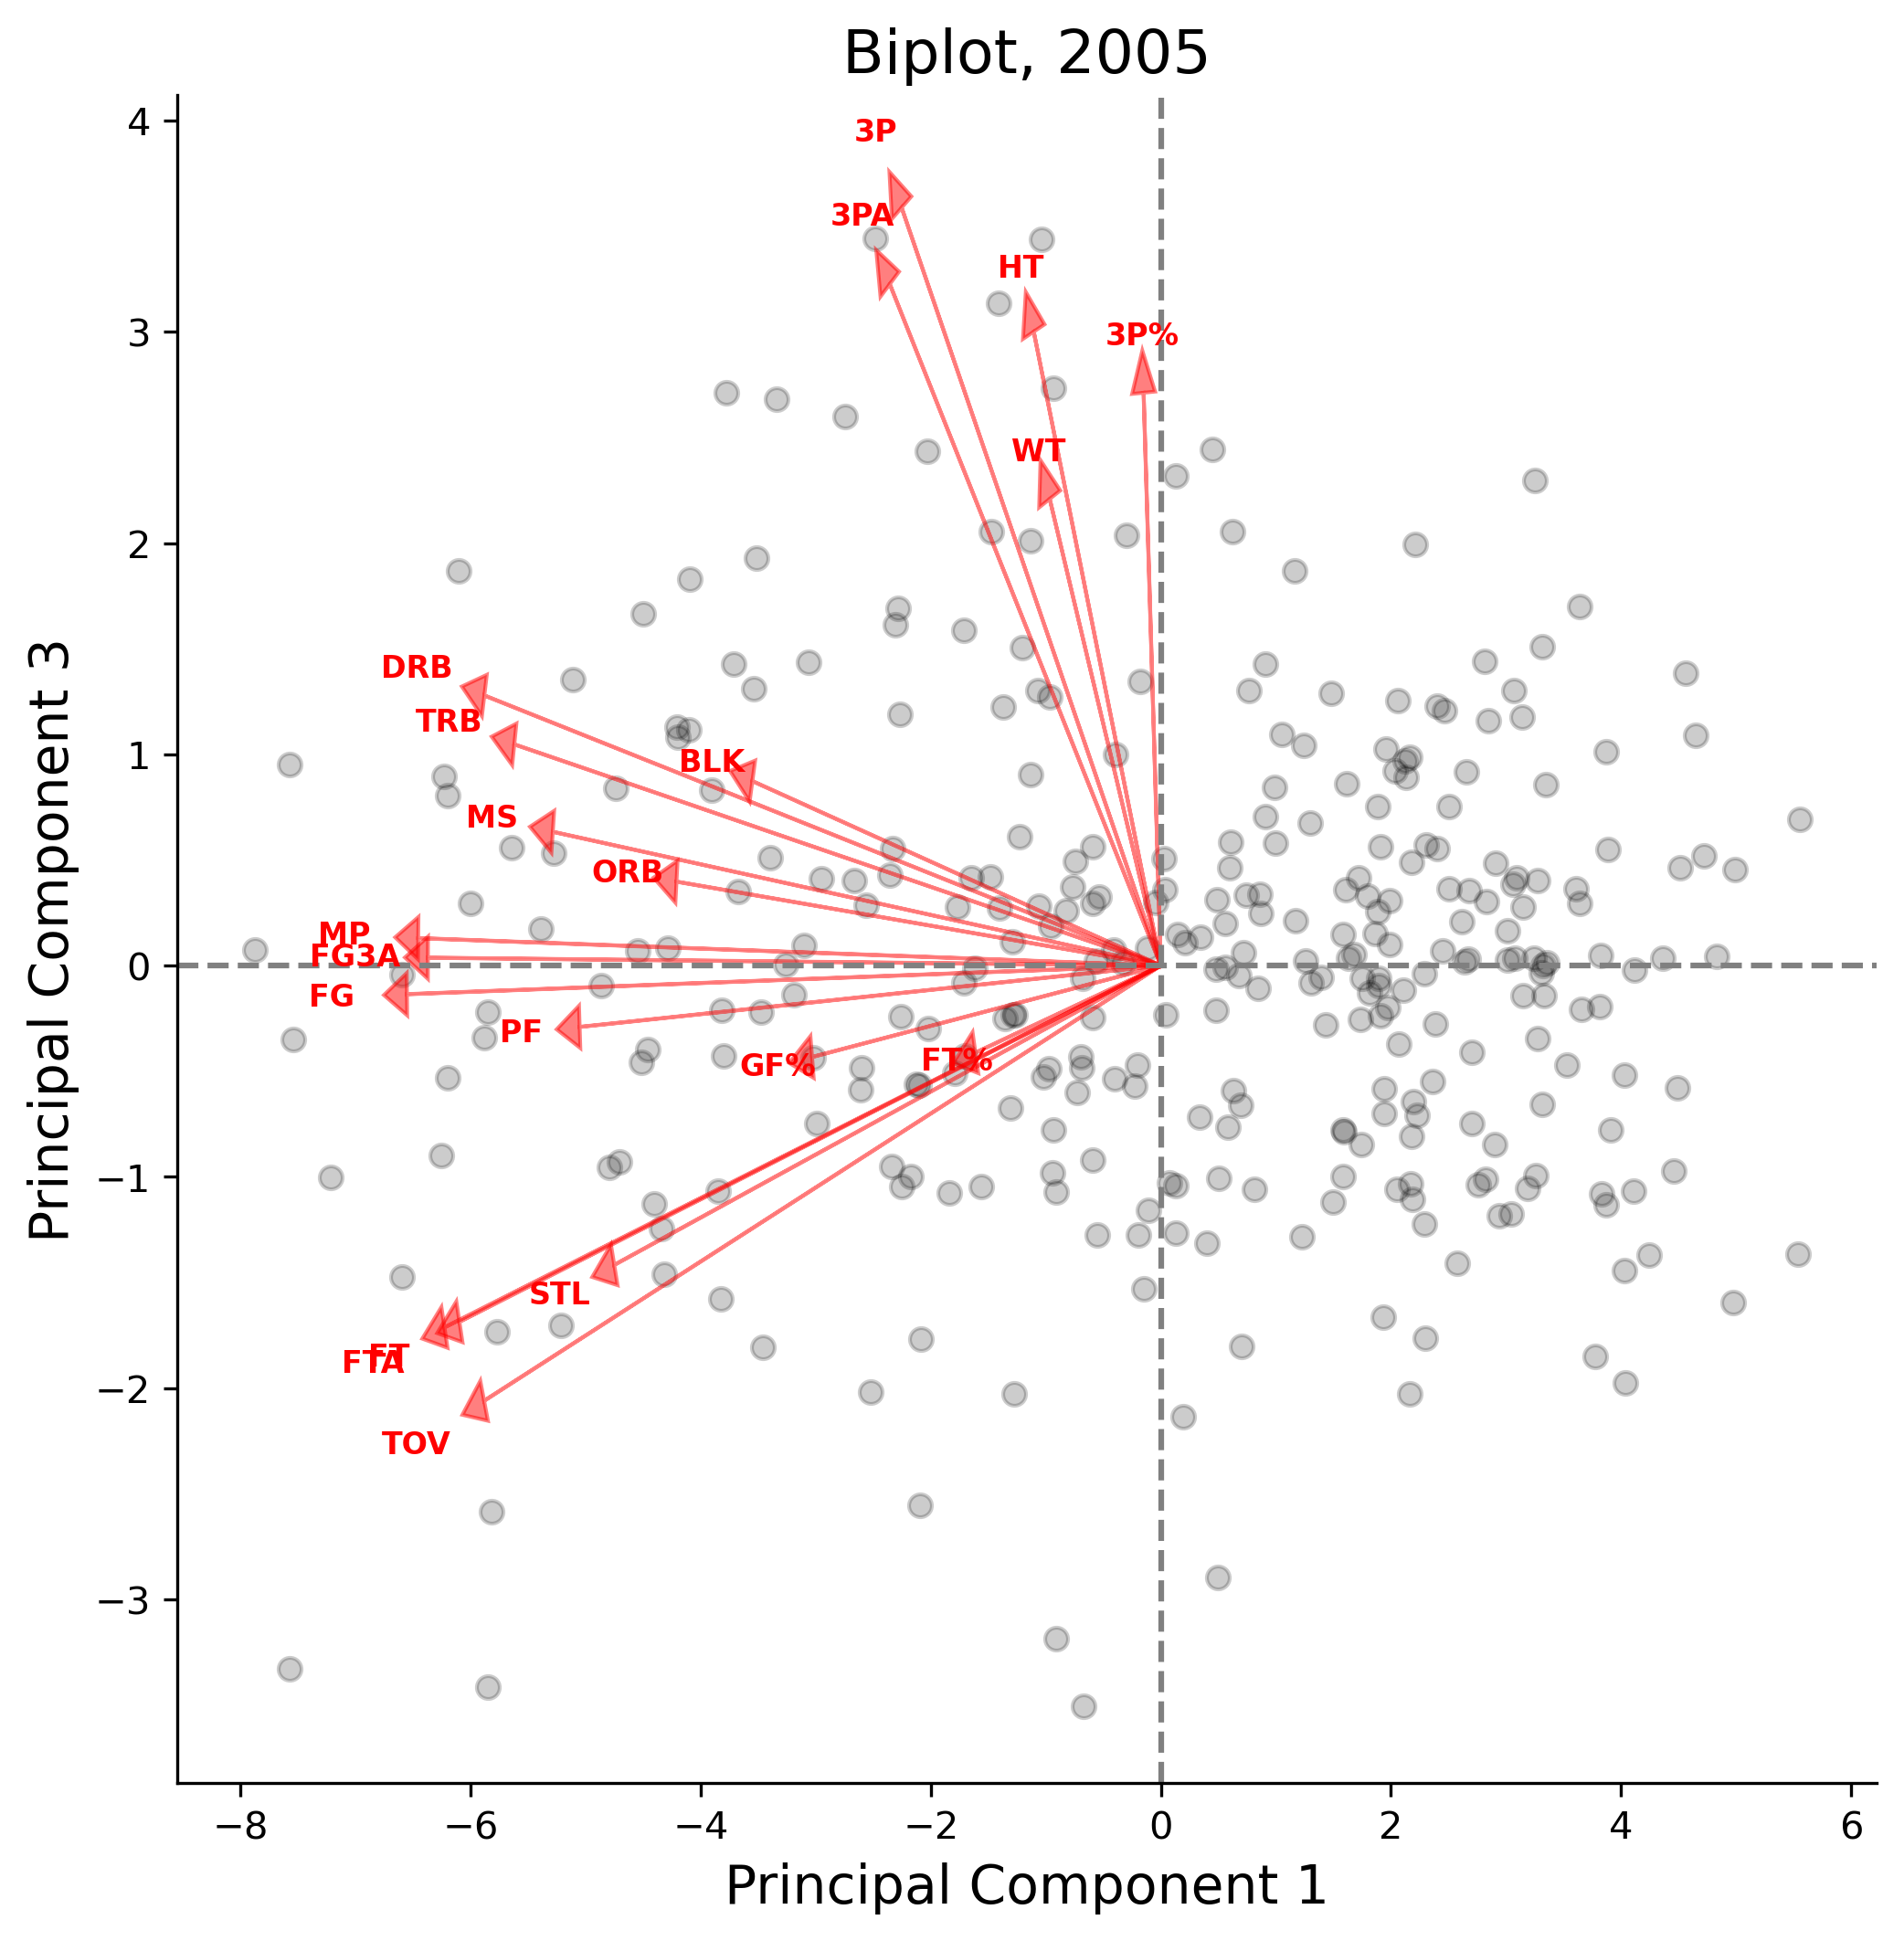 Biplot, 2005
4
3P
3PA
HT
3P%
3
WT
2
DRB
TRB
BLK
1
MS
ORB
MP
FG3A
0
FG
PF
GF%
FT%
−1
STL
FT
FTA
−2
TOV
−3
Principal Component 3
−8
−6
−4
−2
0
2
4
6
Principal Component 1